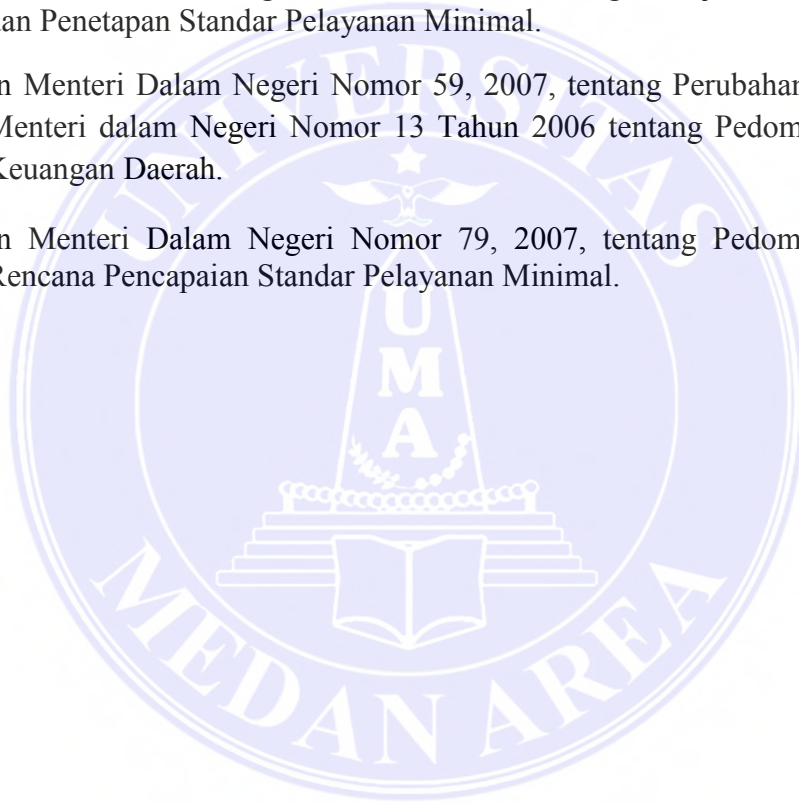 dan Penetapan Standar Pelayanan Minimal.
n Menteri Dalam Negeri Nomor 59, 2007, tentang Perubahan
Menteri dalam Negeri Nomor 13 Tahun 2006 tentang Pedom
Keuangan Daerah.
n Menteri Dalam Negeri Nomor 79, 2007, tentang Pedom
Rencana Pencapaian Standar Pelayanan Minimal.
UNIVERSITAS
U
M
A
MEDAN AREA